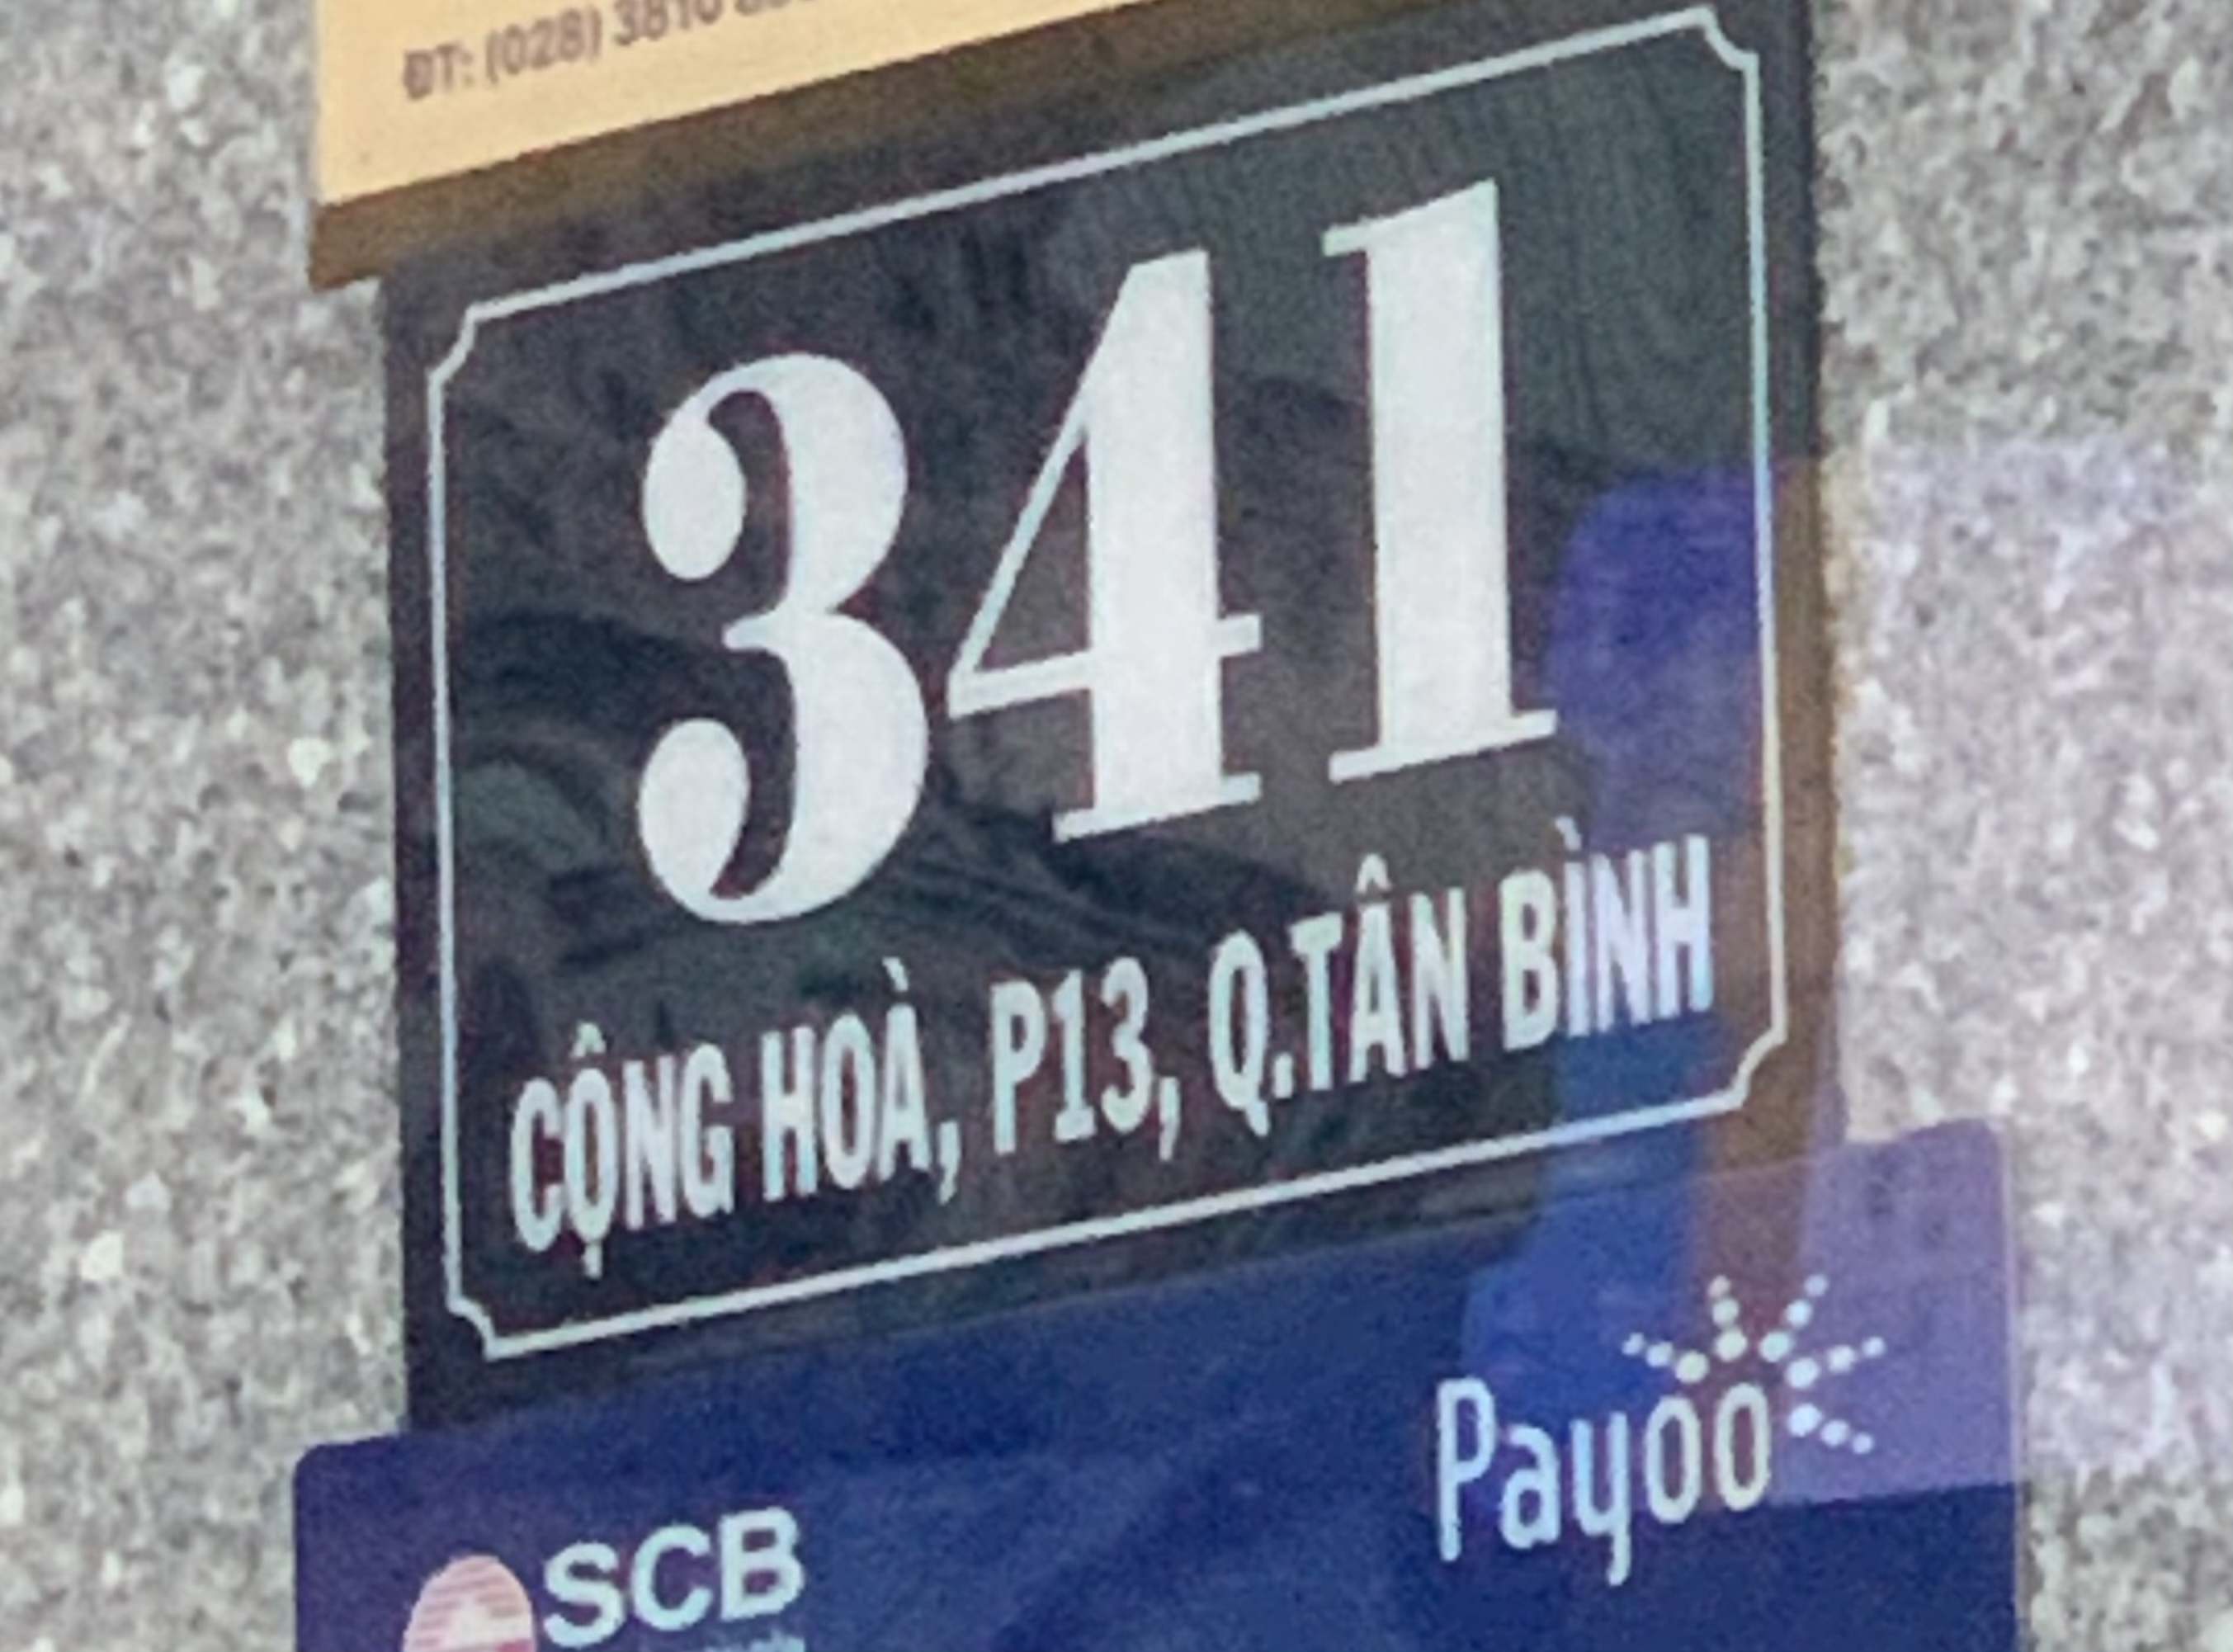 ĐT: (028) 3810
341
CỘNG HOÀ, P13, Q.TÂN BÌNH
Payoo
SCB